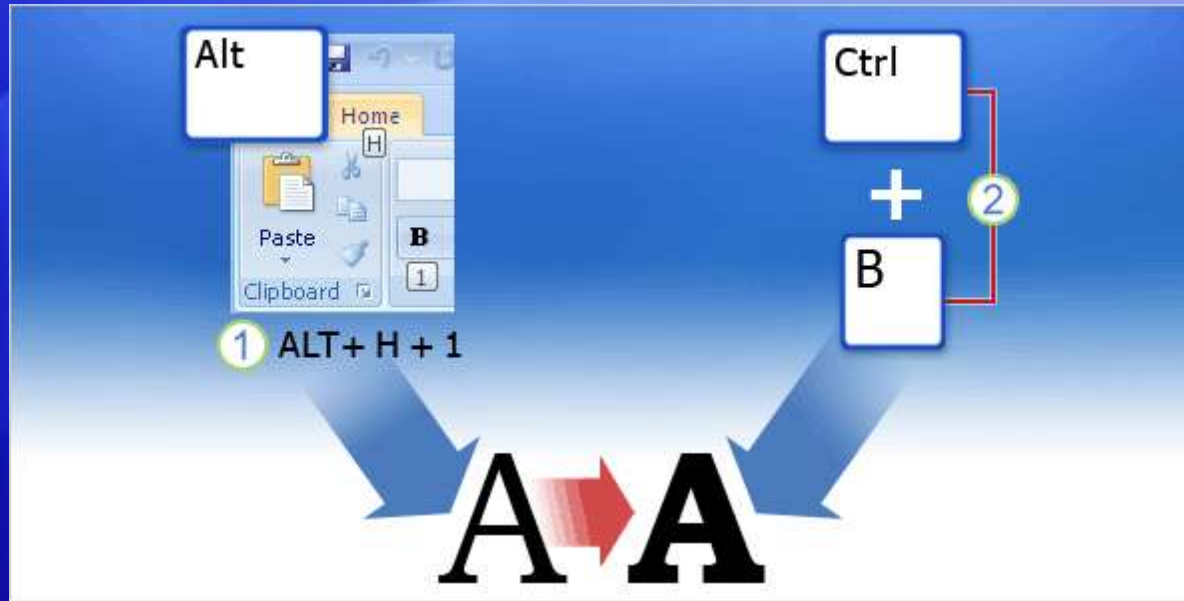 Alt
Home
H
Paste
B
1
Clipboard
1 ALT+ H + 1
Ctrl
+
2
B
A A